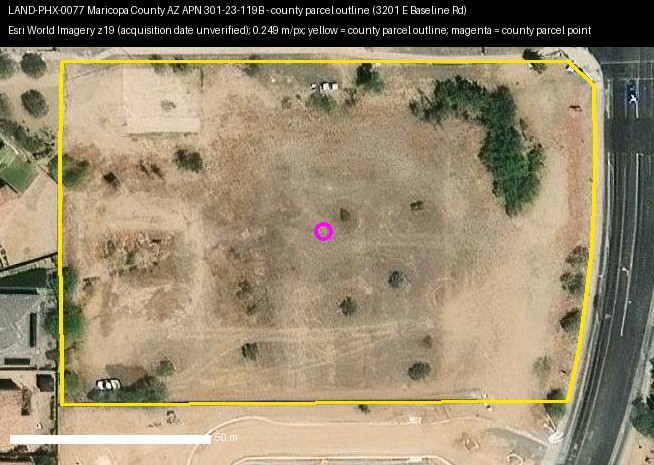 LAND-PHX-0077 Maricopa County AZ APN 301-23-119B - county parcel outline (3201 E Baseline Rd)
Esri World Imagery z19 (acquisition date unverified); 0.249 m/px; yellow = county parcel outline; magenta = county parcel point
50 m